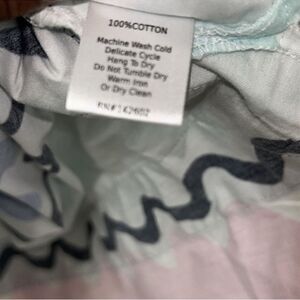 100%COTTON
Machine Wash Cold
Delicate Cycle
Hang To Dry
Do Not Tumble Dry
Warm Iron
Or Dry Clean